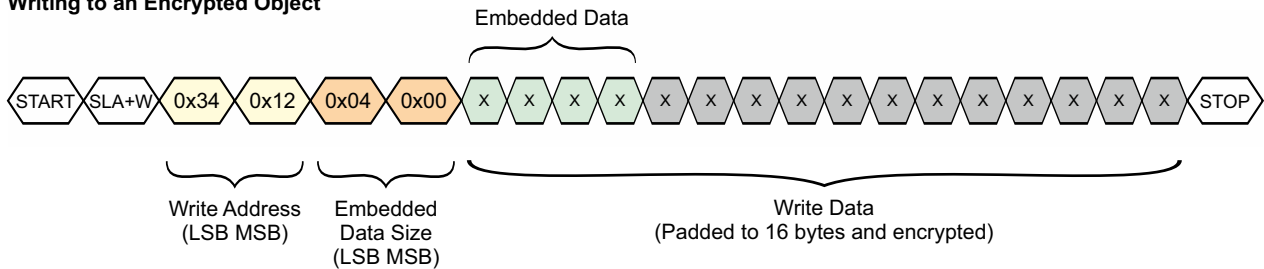 Writing to an Encrypted Object
Embedded Data
START SLA+W 0x34 0x12 0x04 0x00 X X X X X X X X X X X X X X X X STOP
Write Address
(LSB MSB)
Embedded
Data Size
(LSB MSB)
Write Data
(Padded to 16 bytes and encrypted)